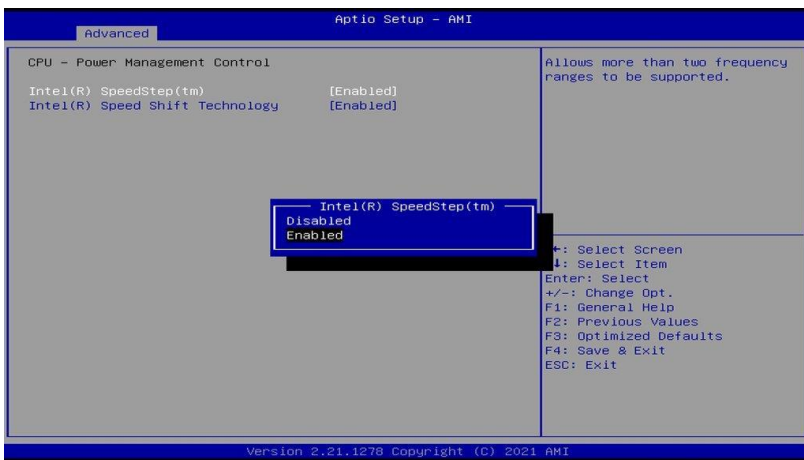 Aptio Setup – AMI
Advanced
CPU – Power Management Control
Intel(R) SpeedStep(tm) [Enabled]
Intel(R) Speed Shift Technology [Enabled]
Allows more than two frequency
ranges to be supported.
Intel(R) SpeedStep(tm)
Disabled
Enabled
←: Select Screen
↓: Select Item
Enter: Select
+/-: Change Opt.
F1: General Help
F2: Previous Values
F3: Optimized Defaults
F4: Save & Exit
ESC: Exit
Version 2.21.1278 Copyright (C) 2021 AMI